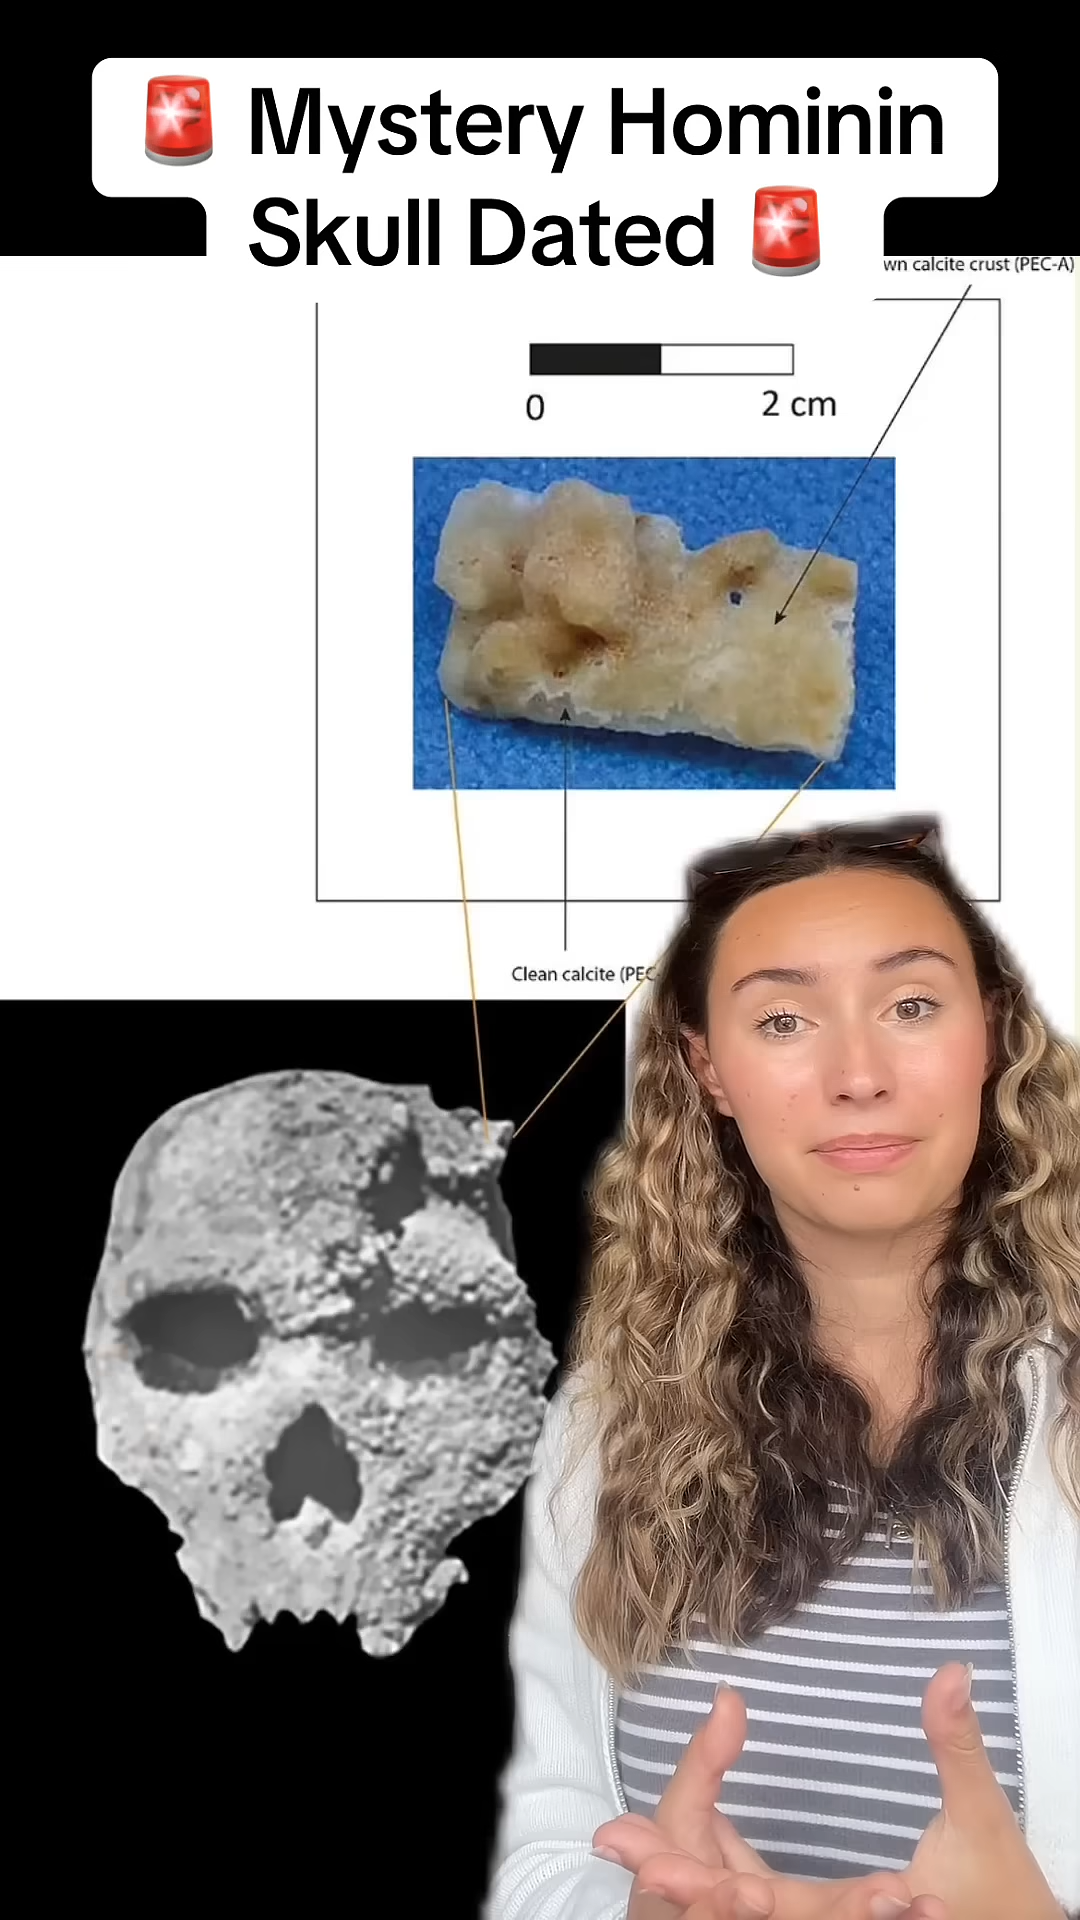 🚨 Mystery Hominin
Skull Dated 🚨
wn calcite crust (PEC-A)
0 2 cm
Clean calcite (PEC-